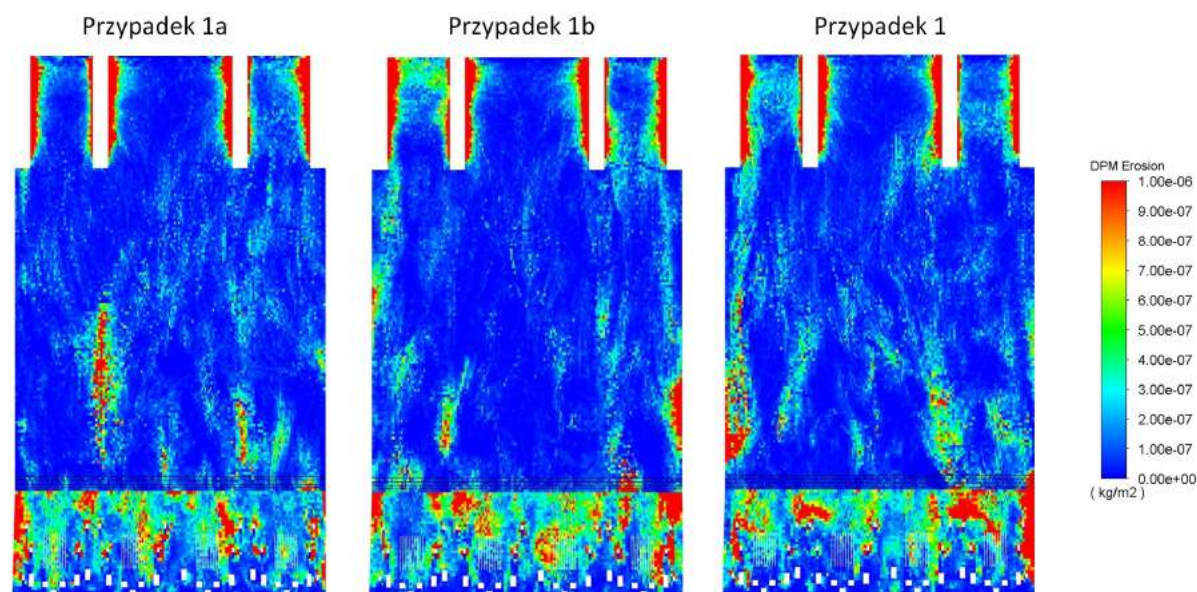 Przypadek 1a
Przypadek 1b
Przypadek 1
DPM Erosion
1.00e-06
9.00e-07
8.00e-07
7.00e-07
6.00e-07
5.00e-07
4.00e-07
3.00e-07
2.00e-07
1.00e-07
0.00e+00
( kg/m2 )